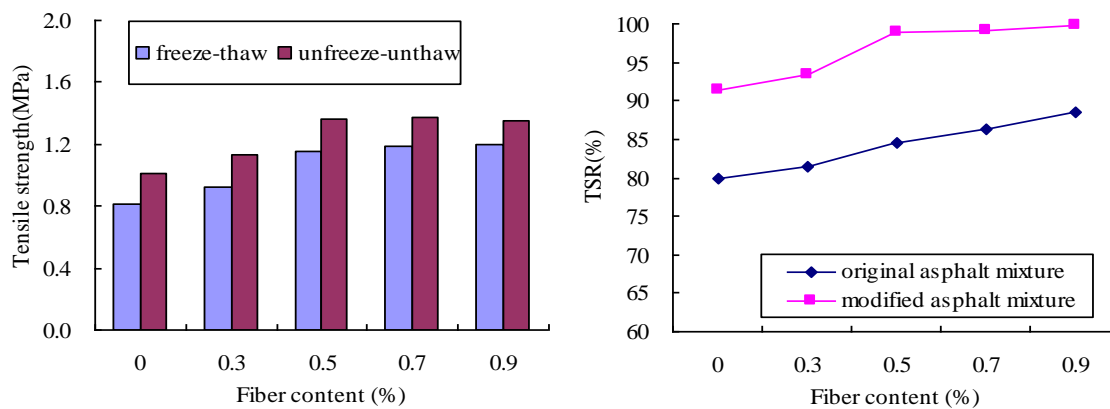 Tensile strength(MPa)
2.0
1.6
1.2
0.8
0.4
0.0
freeze-thaw
unfreeze-unthaw
0 0.3 0.5 0.7 0.9
Fiber content (%)
TSR(%)
100
95
90
85
80
75
70
65
60
original asphalt mixture
modified asphalt mixture
0 0.3 0.5 0.7 0.9
Fiber content (%)